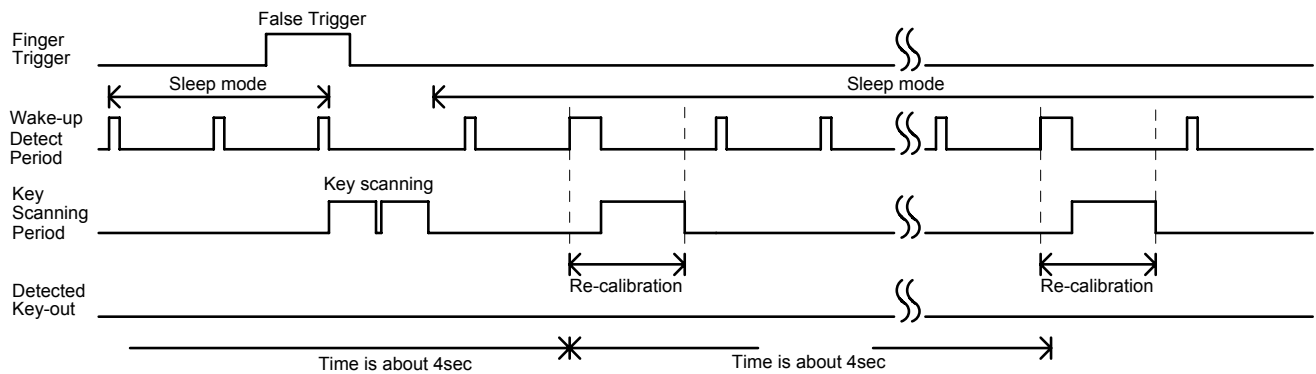 False Trigger
Finger
Trigger
Sleep mode
Sleep mode
Wake-up
Detect
Period
Key scanning
Key
Scanning
Period
Re-calibration
Re-calibration
Detected
Key-out
Time is about 4sec
Time is about 4sec